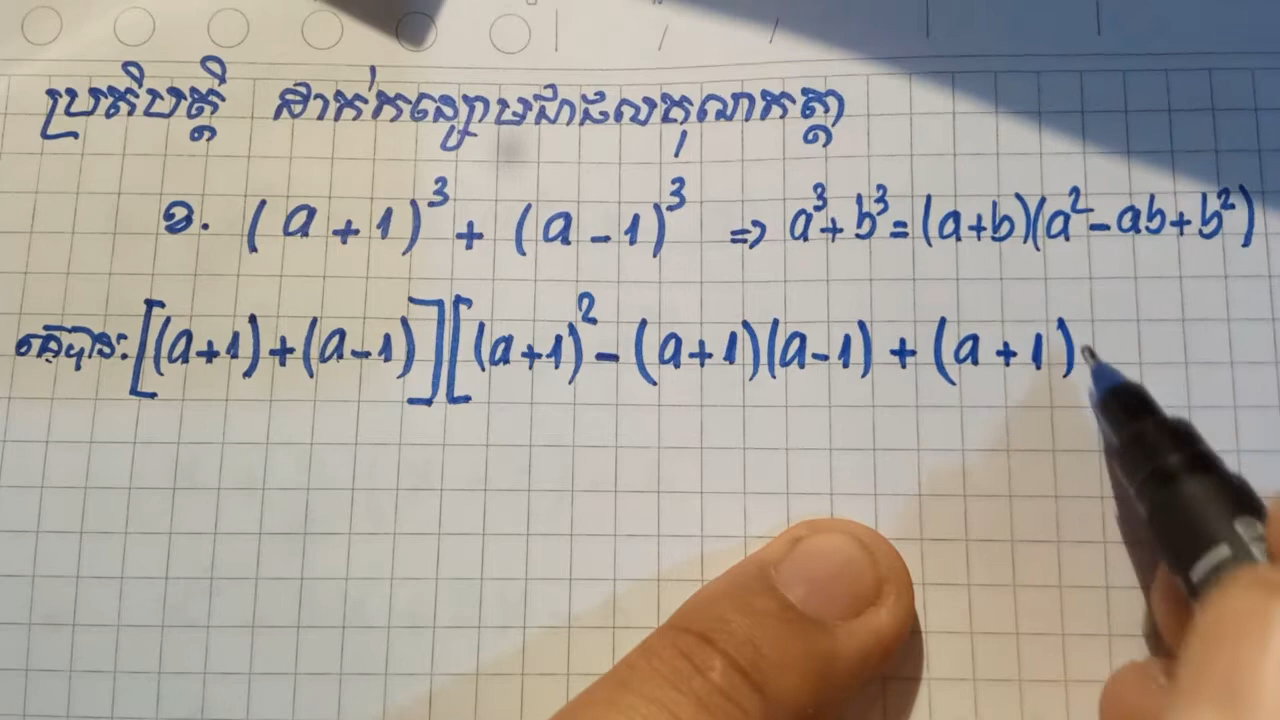 ប្រតិបត្តិ ដាក់កន្សោមជាផលគុណកត្តា
១. (a + 1)³ + (a - 1)³ => a³ + b³ = (a+b)(a² - ab + b²)
គេបាន: [(a+1)+(a-1)][(a+1)² - (a+1)(a-1) + (a+1)